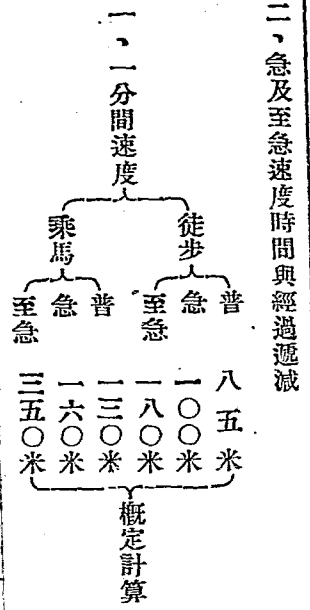 二、急及至急速度時間與經過遞減
一、一分間速度
徒步
普 八五米
急 一〇〇米
至急 一八〇米
乘馬
普 一三〇米
急 一六〇米
至急 三五〇米
概定計算